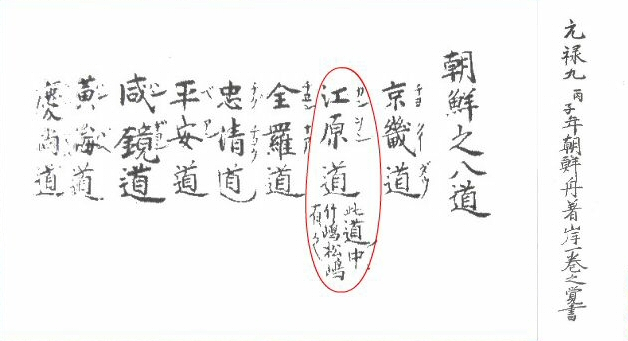 元禄九丙子年朝鮮舟著岸一巻之覚書
朝鮮之八道
京畿道
江原道
此道中
竹嶋松嶋
有之
全羅道
忠清道
平安道
咸鏡道
黄海道
慶尚道